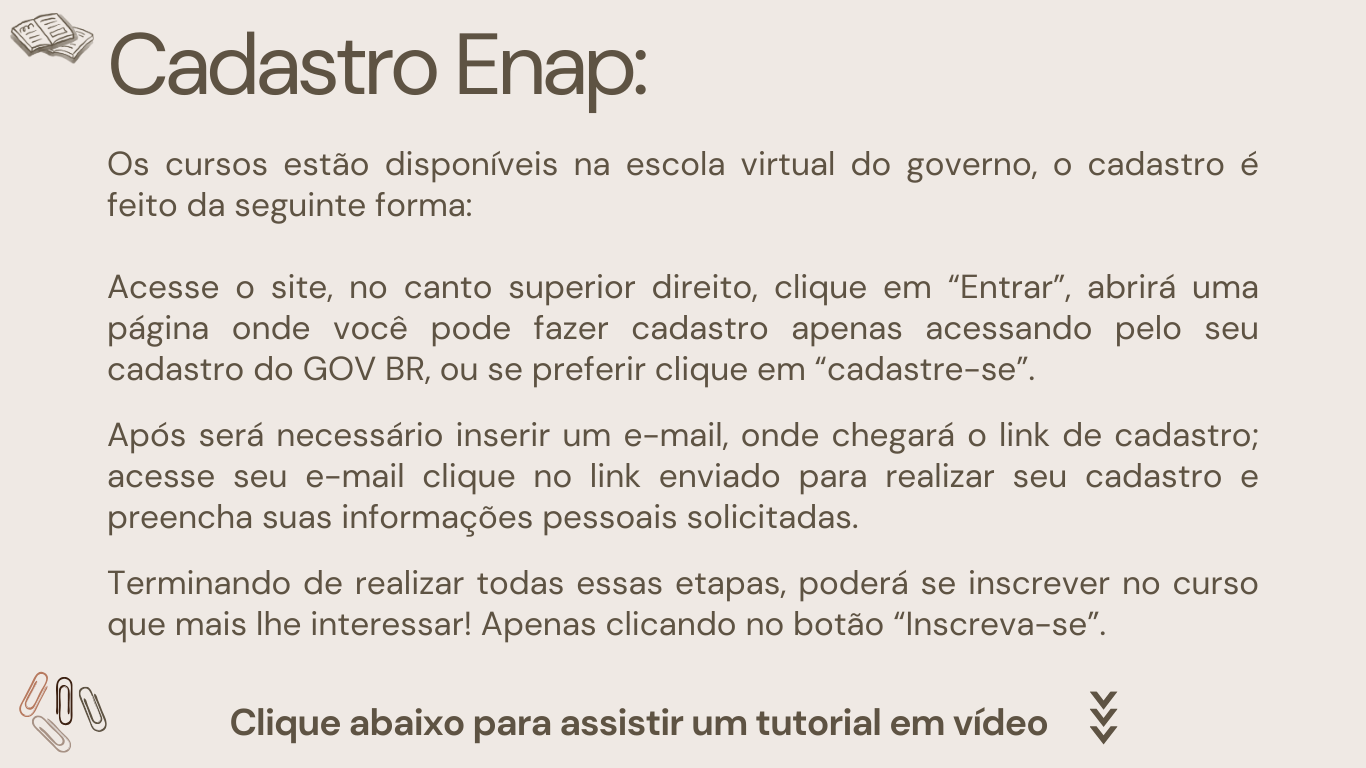 Cadastro Enap:
Os cursos estão disponíveis na escola virtual do governo, o cadastro é
feito da seguinte forma:
Acesse o site, no canto superior direito, clique em “Entrar”, abrirá uma
página onde você pode fazer cadastro apenas acessando pelo seu
cadastro do GOV BR, ou se preferir clique em “cadastre-se”.
Após será necessário inserir um e-mail, onde chegará o link de cadastro;
acesse seu e-mail clique no link enviado para realizar seu cadastro e
preencha suas informações pessoais solicitadas.
Terminando de realizar todas essas etapas, poderá se inscrever no curso
que mais lhe interessar! Apenas clicando no botão “Inscreva-se”.
Clique abaixo para assistir um tutorial em vídeo